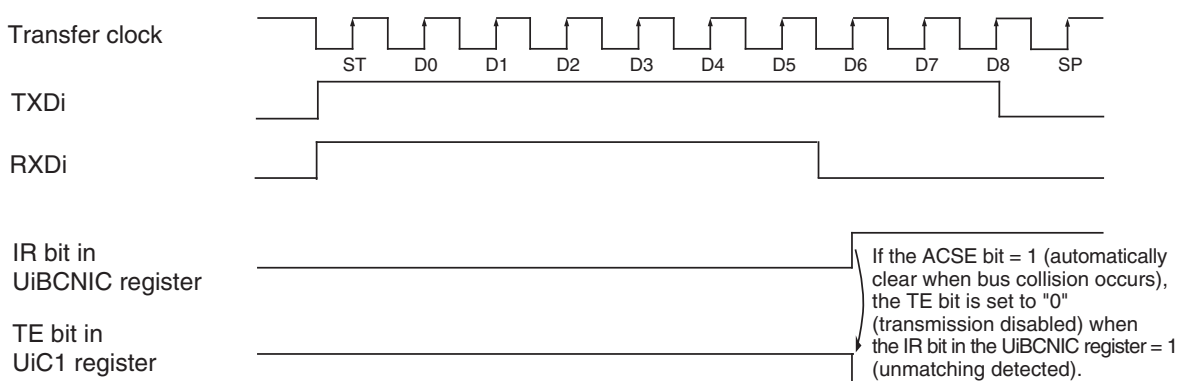 Transfer clock
ST D0 D1 D2 D3 D4 D5 D6 D7 D8 SP
TXDi
RXDi
IR bit in
UiBCNIC register
If the ACSE bit = 1 (automatically
clear when bus collision occurs),
the TE bit is set to "0"
(transmission disabled) when
the IR bit in the UiBCNIC register = 1
(unmatching detected).
TE bit in
UiC1 register